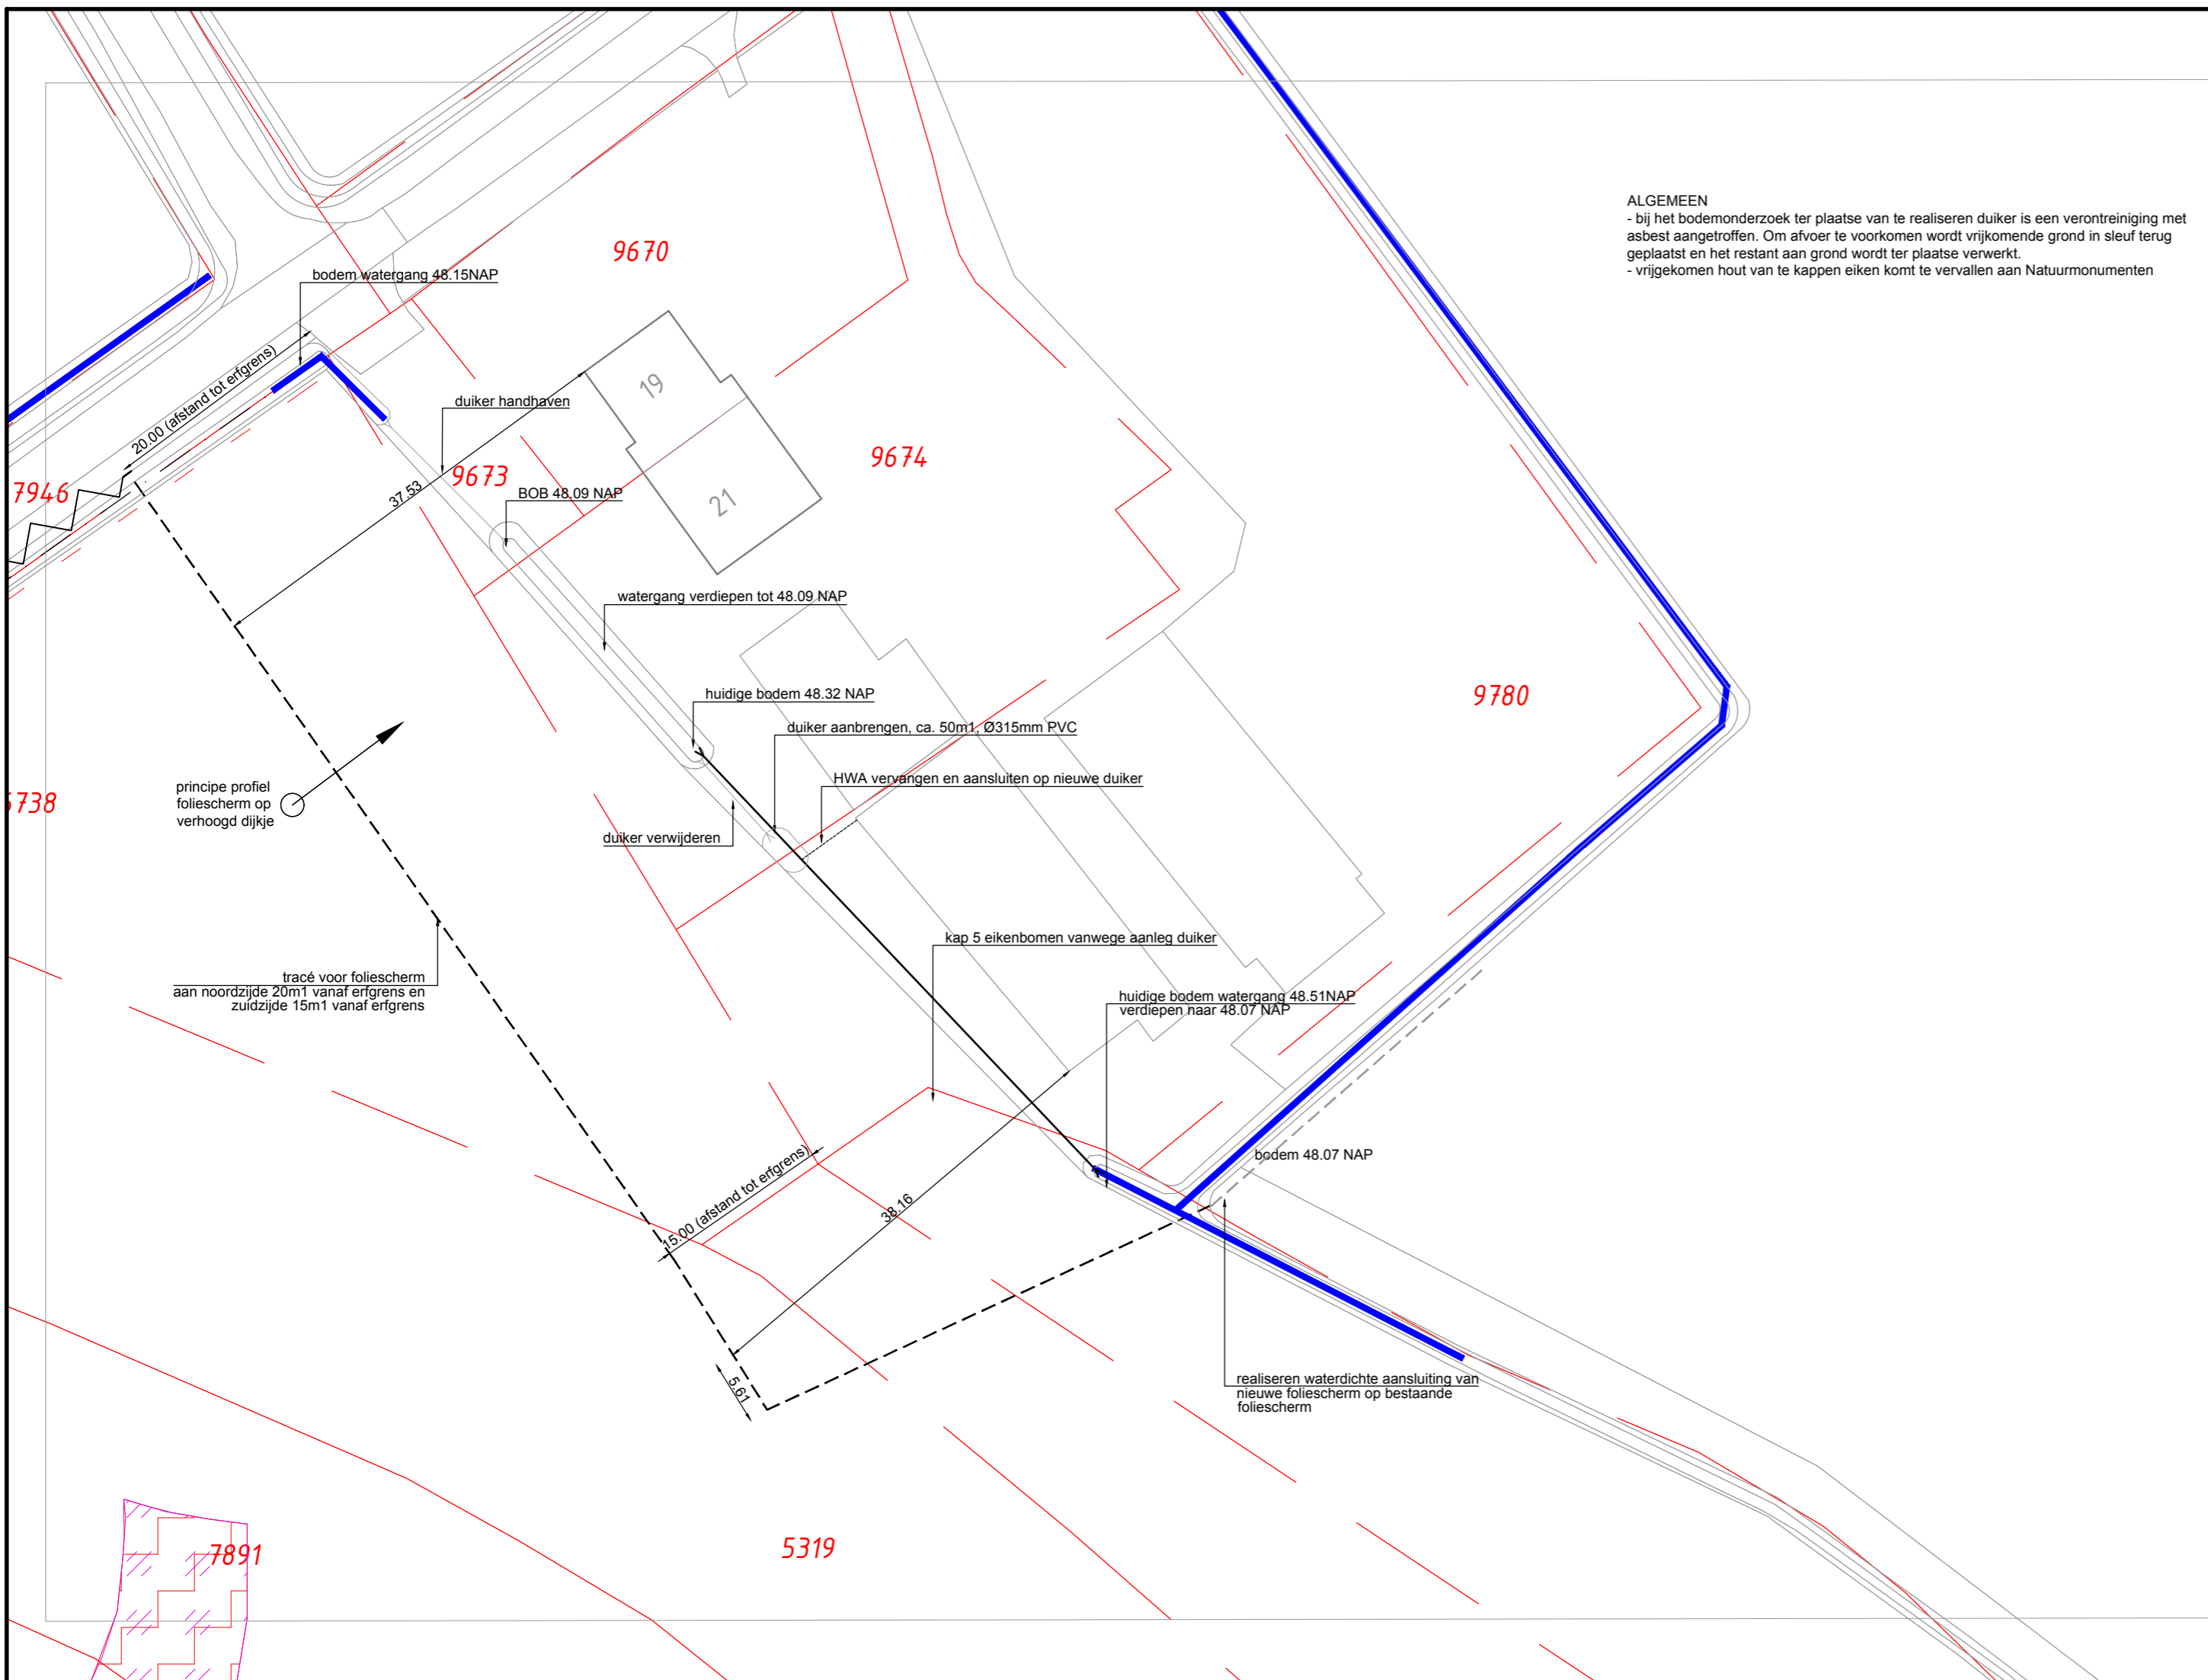 ALGEMEEN
- bij het bodemonderzoek ter plaatse van te realiseren duiker is een verontreiniging met
asbest aangetroffen. Om afvoer te voorkomen wordt vrijkomende grond in sleuf terug
geplaatst en het restant aan grond wordt ter plaatse verwerkt.
- vrijgekomen hout van te kappen eiken komt te vervallen aan Natuurmonumenten
9670
bodem watergang 48.15NAP
20.00 (afstand tot erfgrens)
19
duiker handhaven
9674
9673
7946
37.53
BOB 48.09 NAP
21
watergang verdiepen tot 48.09 NAP
huidige bodem 48.32 NAP
9780
duiker aanbrengen, ca. 50m1, Ø315mm PVC
HWA vervangen en aansluiten op nieuwe duiker
principe profiel
foliescherm op
verhoogd dijkje
738
duiker verwijderen
kap 5 eikenbomen vanwege aanleg duiker
tracé voor foliescherm
aan noordzijde 20m1 vanaf erfgrens en
zuidzijde 15m1 vanaf erfgrens
huidige bodem watergang 48.51NAP
verdiepen naar 48.07 NAP
bodem 48.07 NAP
15.00 (afstand tot erfgrens)
38.16
5.61
realiseren waterdichte aansluiting van
nieuwe foliescherm op bestaande
foliescherm
7891
5319